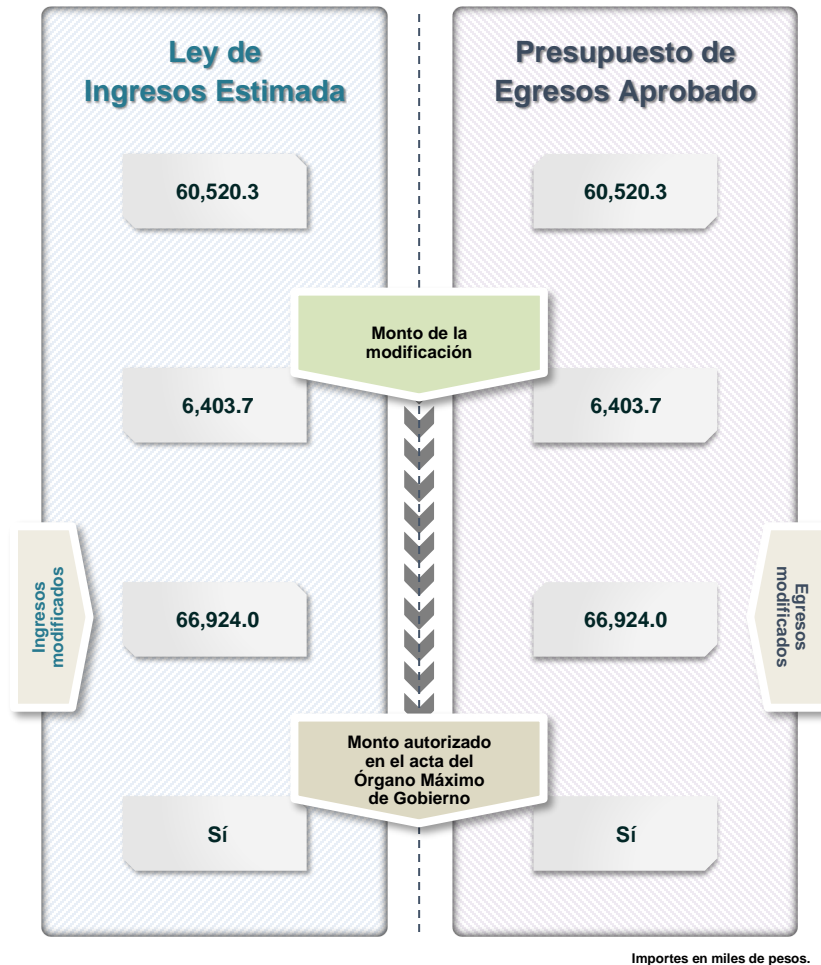 Ley de
Ingresos Estimada
Presupuesto de
Egresos Aprobado
60,520.3
60,520.3
Monto de la
modificación
6,403.7
6,403.7
Ingresos
modificados
66,924.0
66,924.0
Egresos
modificados
Monto autorizado
en el acta del
Órgano Máximo
de Gobierno
Sí
Sí
Importes en miles de pesos.